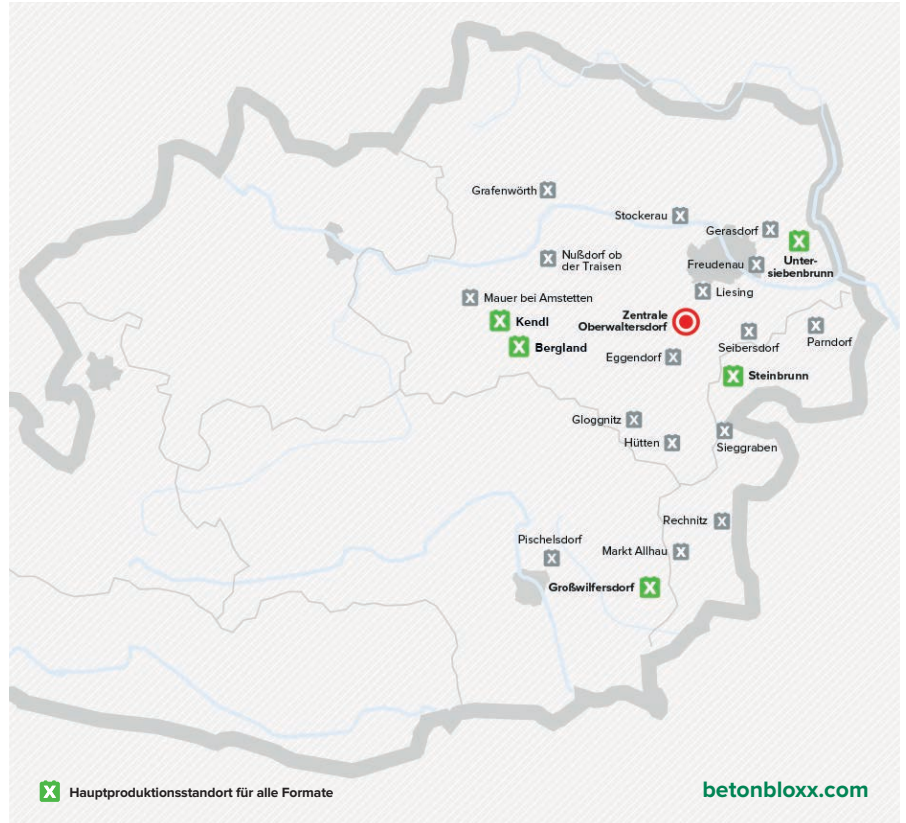 Grafenwörth
Stockerau
Gerasdorf
Unter-
siebenbrunn
Freudenau
Nußdorf ob
der Traisen
Liesing
Mauer bei Amstetten
Kendl
Zentrale
Oberwaltersdorf
Bergland
Eggendorf
Seibersdorf
Parndorf
Steinbrunn
Gloggnitz
Hütten
Sieggraben
Rechnitz
Pischelsdorf
Markt Allhau
Großwilfersdorf
Hauptproduktionsstandort für alle Formate
betonbloxx.com